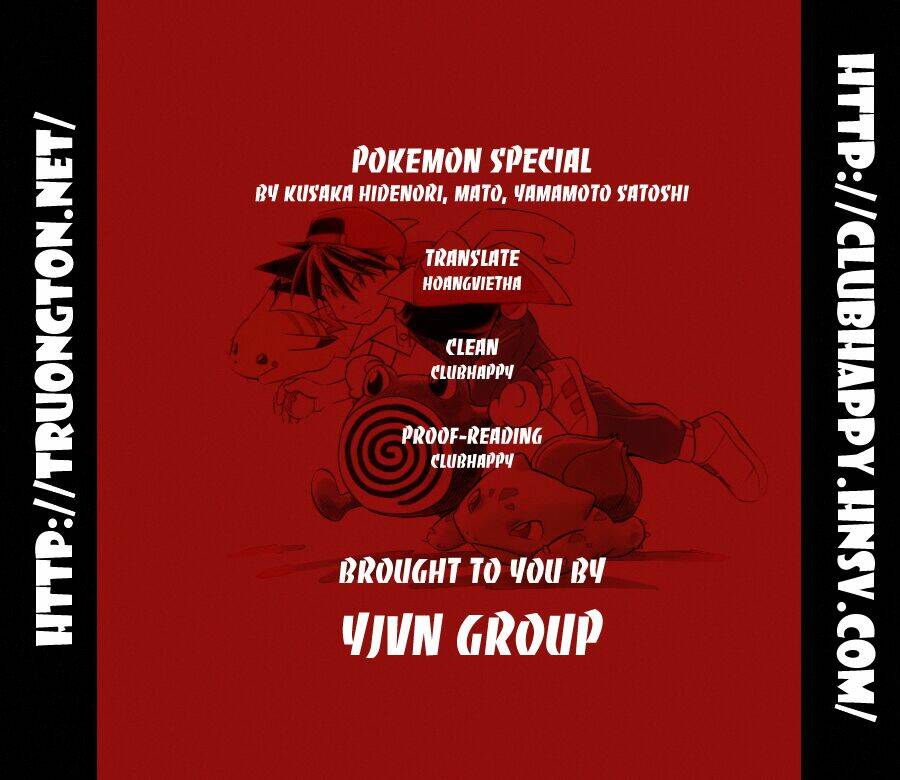 HTTP://TRUONGTON.NET/
POKEMON SPECIAL
BY KUSAKA HIDENORI, MATO, YAMAMOTO SATOSHI
TRANSLATE
HOANGVIETHA
CLEAN
CLUBHAPPY
PROOF-READING
CLUBHAPPY
BROUGHT TO YOU BY
YJVN GROUP
HTTP://CLUBHAPPY.HNSV.COM/